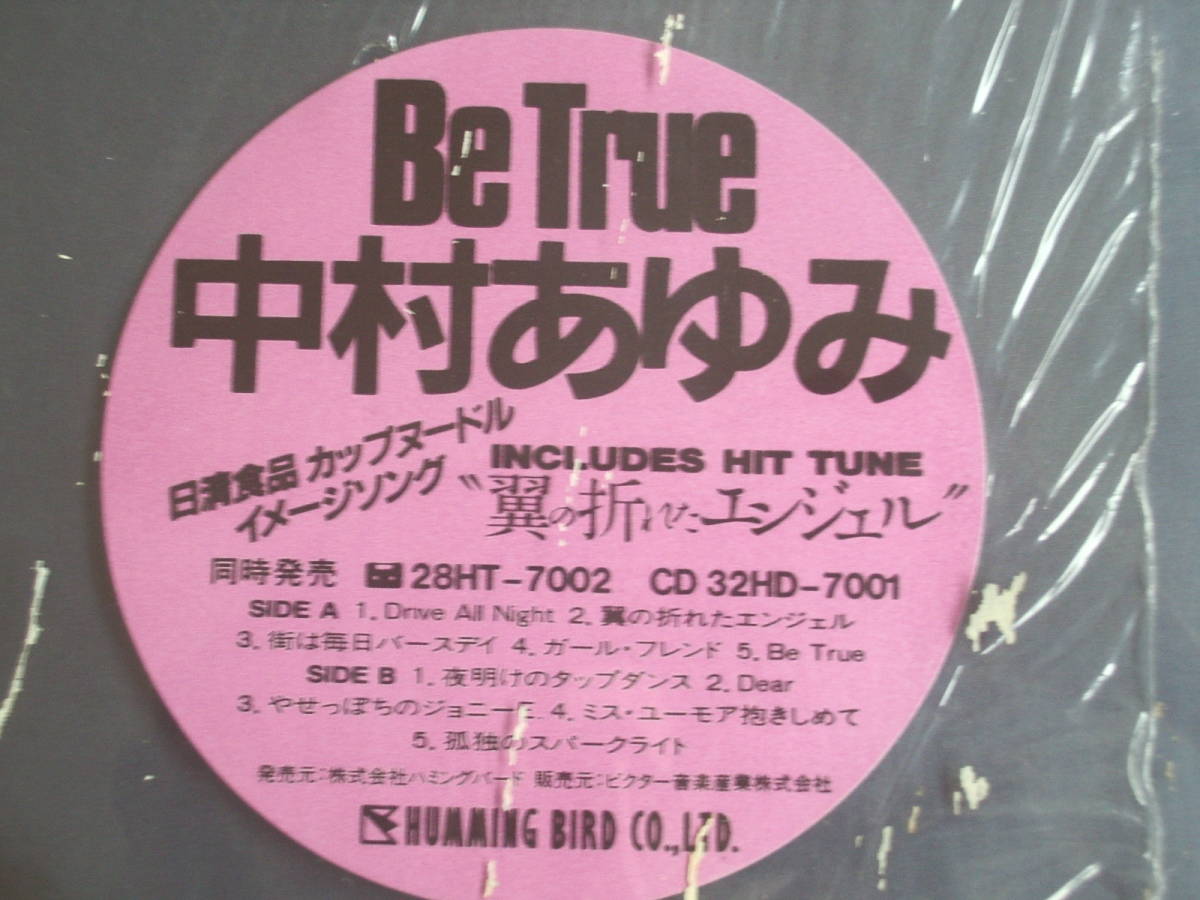 Be True
中村あゆみ
日清食品 カップヌードル
イメージソング
INCLUDES HIT TUNE
〝翼の折れたエンジェル〟
同時発売 28HT-7002 CD 32HD-7001
SIDE A 1. Drive All Night 2. 翼の折れたエンジェル
3. 街は毎日バースデイ 4. ガール・フレンド 5. Be True
SIDE B 1. 夜明けのタップダンス 2. Dear
3. やせっぽちのジョニーE. 4. ミス・ユーモア抱きしめて
5. 孤独のスパークライト
発売元:株式会社ハミングバード 販売元:ビクター音楽産業株式会社
HUMMING BIRD CO.,LTD.